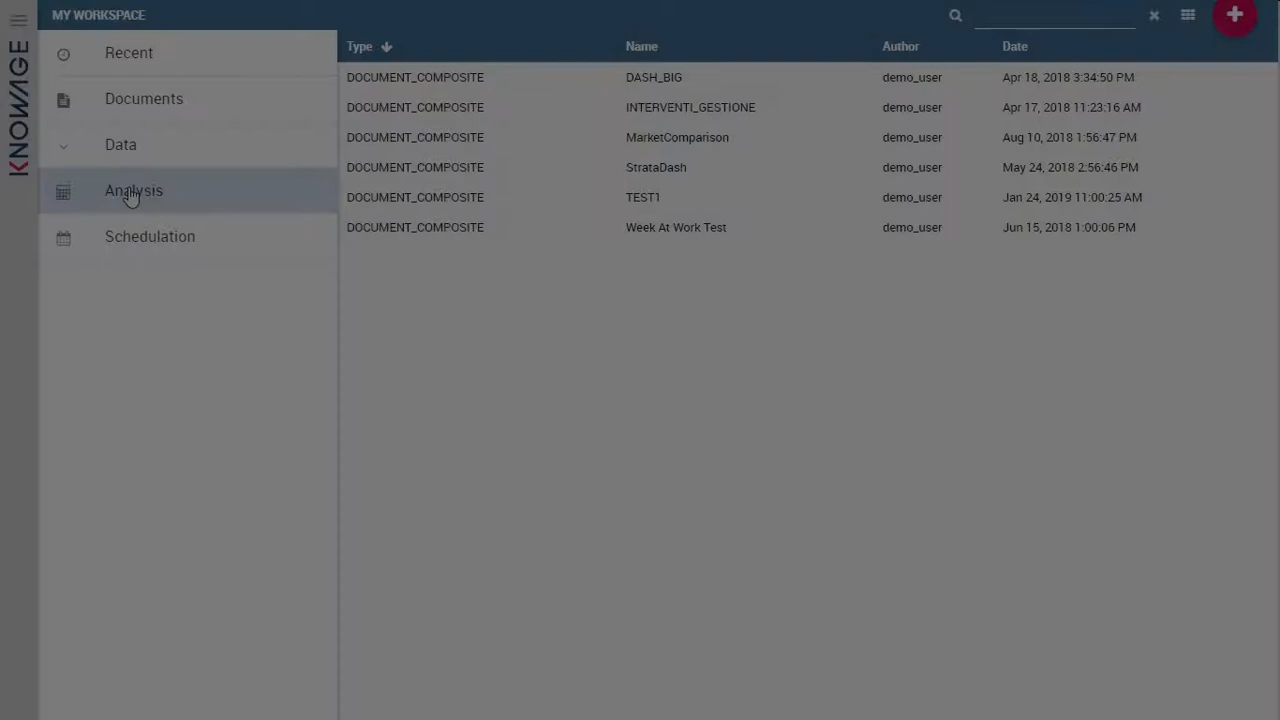 MY WORKSPACE
KNOWAGE
Recent
Documents
Data
Analysis
Schedulation
Type Name Author Date
DOCUMENT_COMPOSITE DASH_BIG demo_user Apr 18, 2018 3:34:50 PM
DOCUMENT_COMPOSITE INTERVENTI_GESTIONE demo_user Apr 17, 2018 11:23:16 AM
DOCUMENT_COMPOSITE MarketComparison demo_user Aug 10, 2018 1:56:47 PM
DOCUMENT_COMPOSITE StrataDash demo_user May 24, 2018 2:56:46 PM
DOCUMENT_COMPOSITE TEST1 demo_user Jan 24, 2019 11:00:25 AM
DOCUMENT_COMPOSITE Week At Work Test demo_user Jun 15, 2018 1:00:06 PM